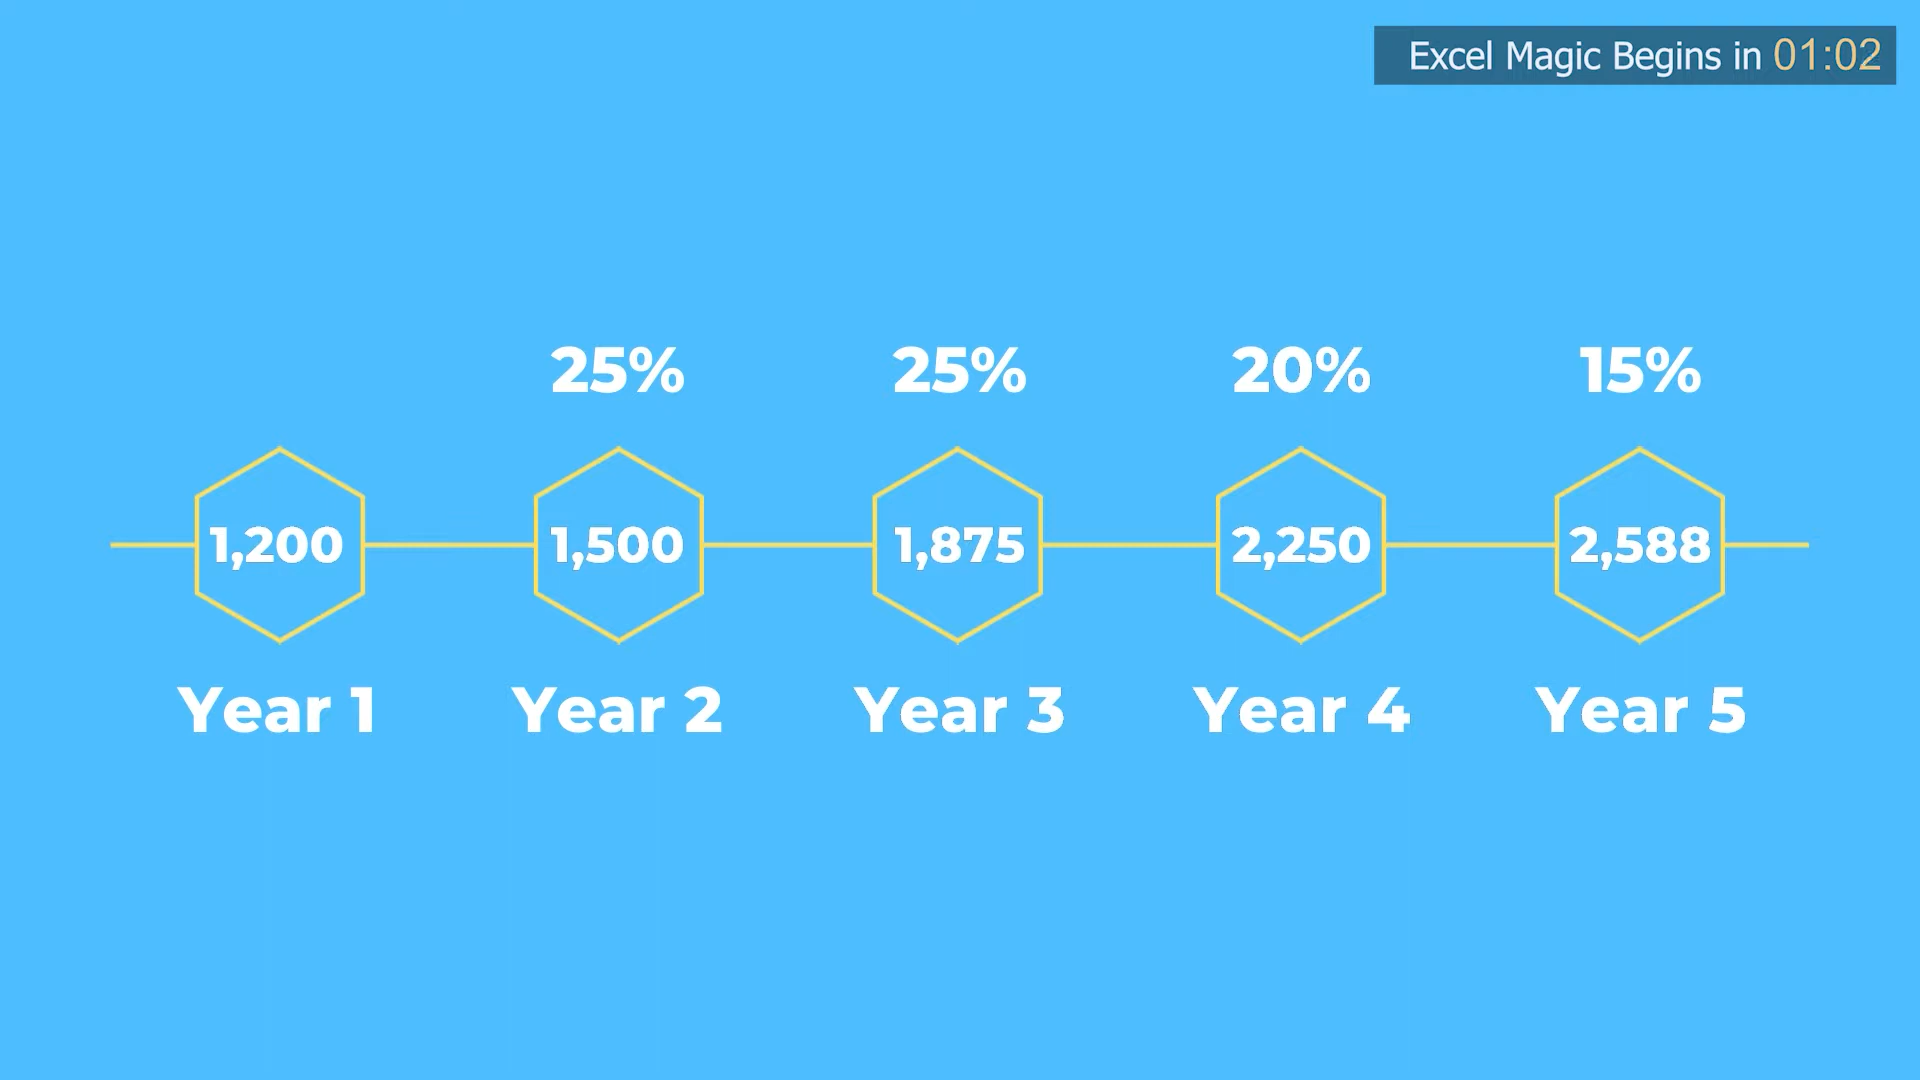 Excel Magic Begins in 01:02
25% 25% 20% 15%
1,200 1,500 1,875 2,250 2,588
Year 1 Year 2 Year 3 Year 4 Year 5